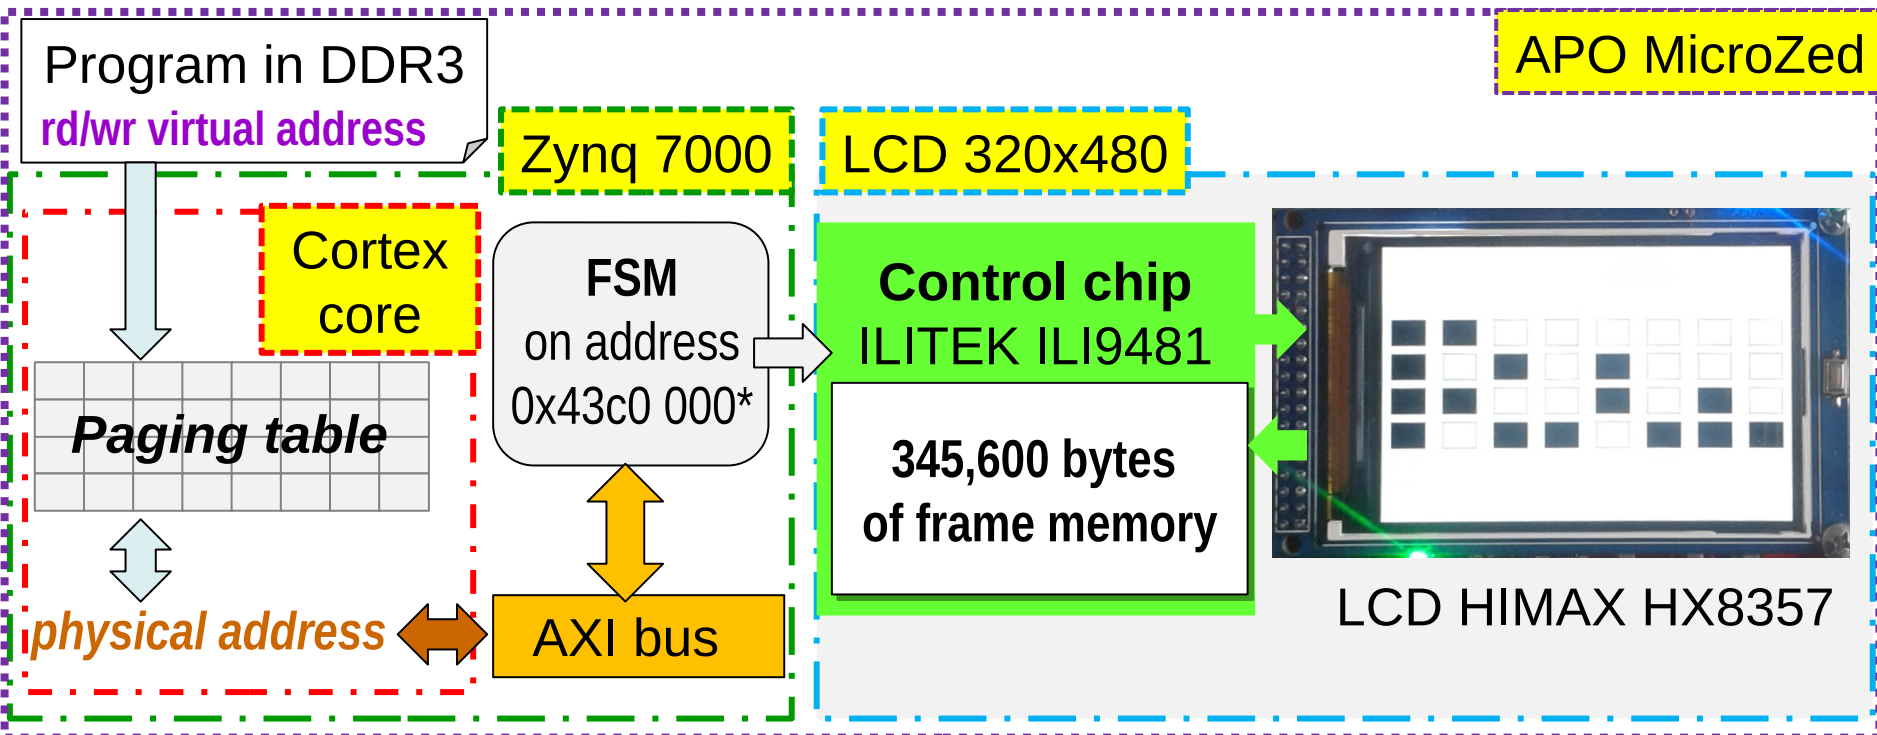 Program in DDR3
rd/wr virtual address
APO MicroZed
Zynq 7000
LCD 320x480
Cortex
core
FSM
on address
0x43c0 000*
Control chip
ILITEK ILI9481
Paging table
345,600 bytes
of frame memory
physical address
AXI bus
LCD HIMAX HX8357